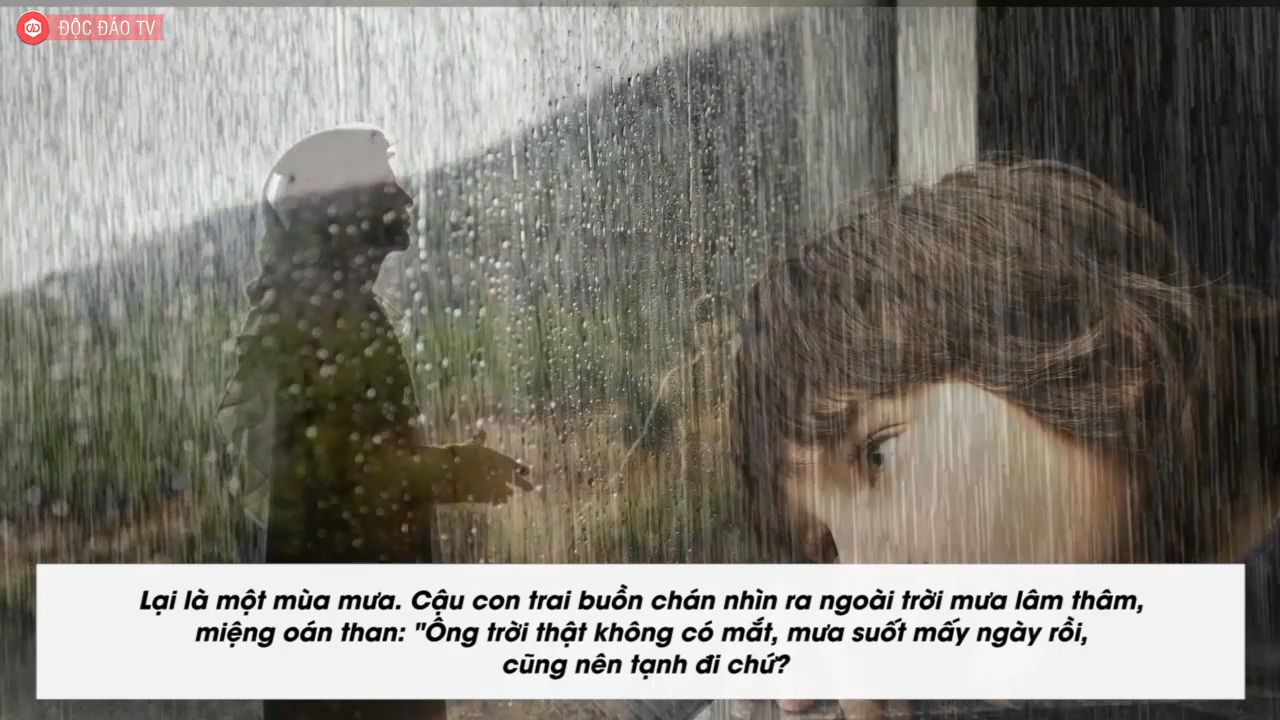 ĐỘC ĐÁO TV
Lại là một mùa mưa. Cậu con trai buồn chán nhìn ra ngoài trời mưa lâm thâm,
miệng oán than: "Ông trời thật không có mắt, mưa suốt mấy ngày rồi,
cũng nên tạnh đi chứ?